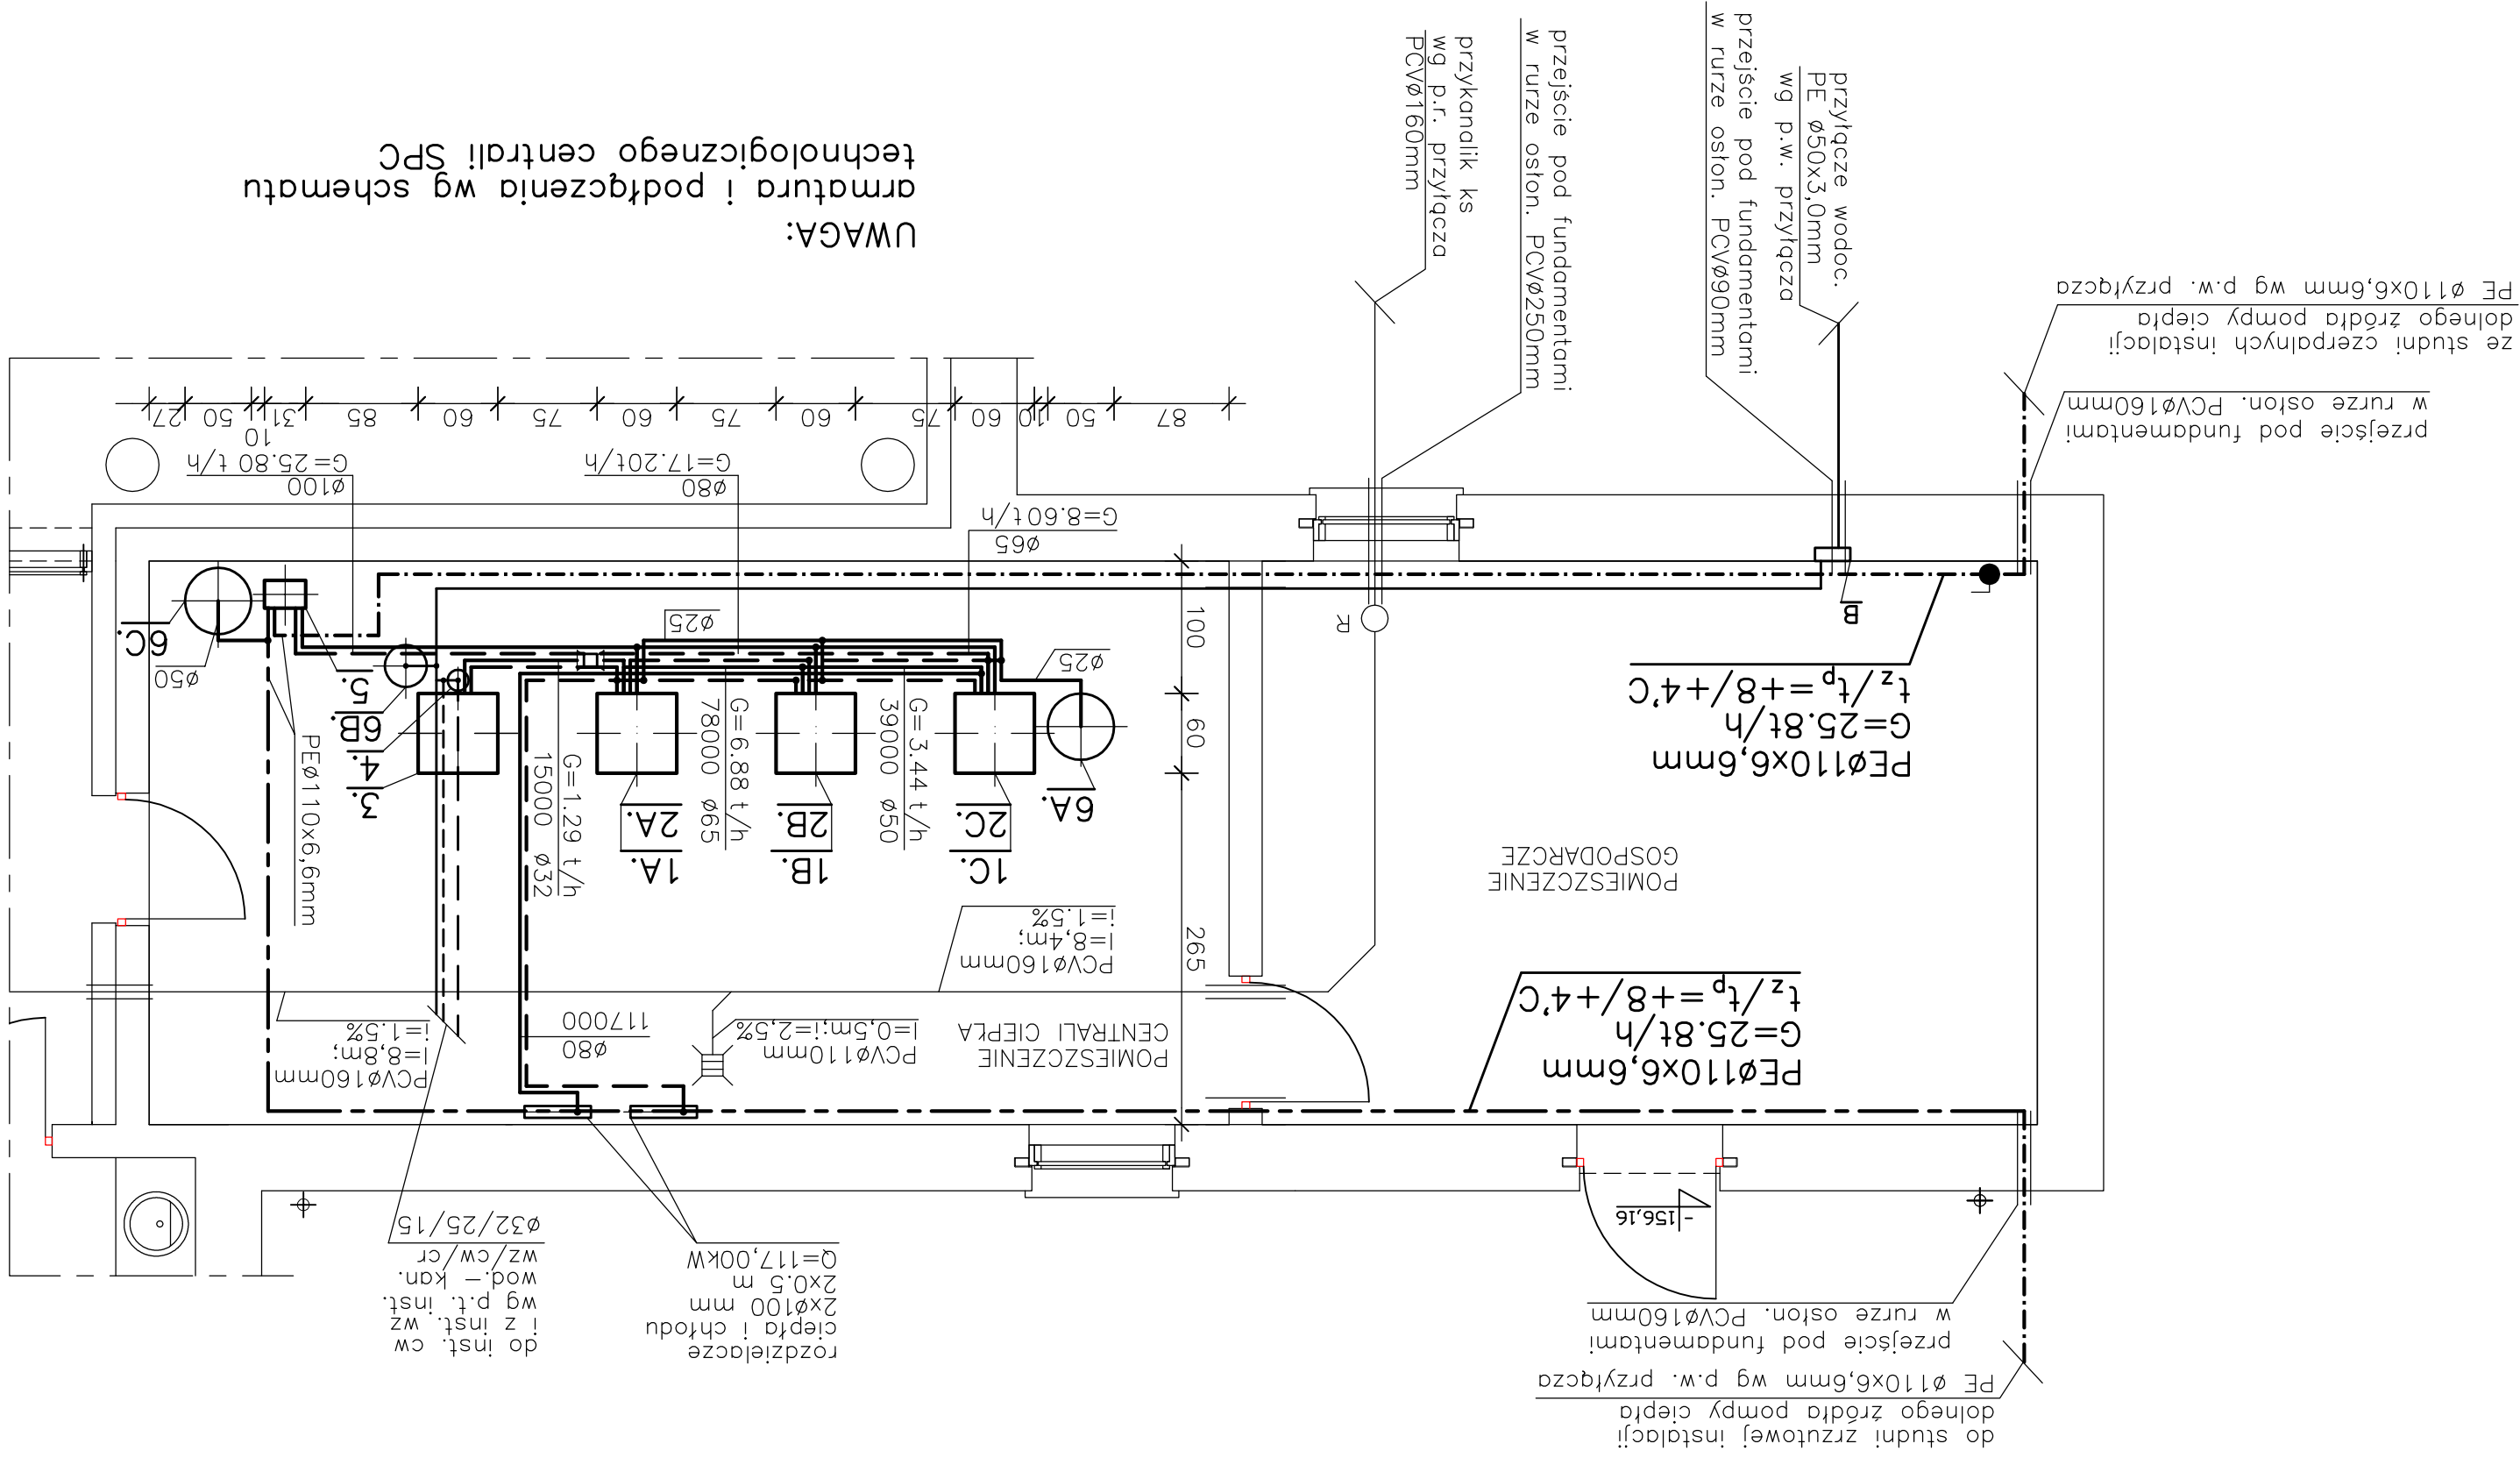 do studni zrzutowej instalacji
dolnego źródła pompy ciepła
PE ø110x6,6mm wg p.w. przyłącza
przejście pod fundamentami
w rurze osłon. PCVø160mm
-156,16
rozdzielacze
ciepła i chłodu
2xø100 mm
2x0.5 m
Q=117,00kW
do inst. cw
i z inst. wz
wg p.t. inst.
wod.-kan.
wz/cw/cr
ø32/25/15
PEø110x6,6mm
G=25.8t/h
tz/tp=+8/+4°C
POMIESZCZENIE
CENTRALI CIEPŁA
PCVø110mm
l=0,5m;i=2,5%
ø80
117000
PCVø160mm
l=8,8m;
i=1.5%
PCVø160mm
l=8,4m;
i=1.5%
POMIESZCZENIE
GOSPODARCZE
265
60
100
1C.
2C.
1B.
2B.
1A.
2A.
6A.
3.
4.
6B.
5.
6C.
G=3.44 t/h
39000 ø50
G=6.88 t/h
78000 ø65
G=1.29 t/h
15000 ø32
PEø110x6,6mm
PEø110x6,6mm
G=25.8t/h
tz/tp=+8/+4°C
ø25
ø25
ø50
B
R
ø65
G=8.60t/h
ø80
G=17.20t/h
ø100
G=25.80 t/h
87
50
10
60
75
60
75
60
75
60
85
31
10
50
27
przejście pod fundamentami
w rurze osłon. PCVø160mm
ze studni czerpalnych instalacji
dolnego źródła pompy ciepła
PE ø110x6,6mm wg p.w. przyłącza
przyłącze wodoc.
PE ø50x3,0mm
wg p.w. przyłącza
przejście pod fundamentami
w rurze osłon. PCVø90mm
przejście pod fundamentami
w rurze osłon. PCVø250mm
przykanalik ks
wg p.r. przyłącza
PCVø160mm
UWAGA:
armatura i podłączenia wg schematu
technologicznego centrali SPC